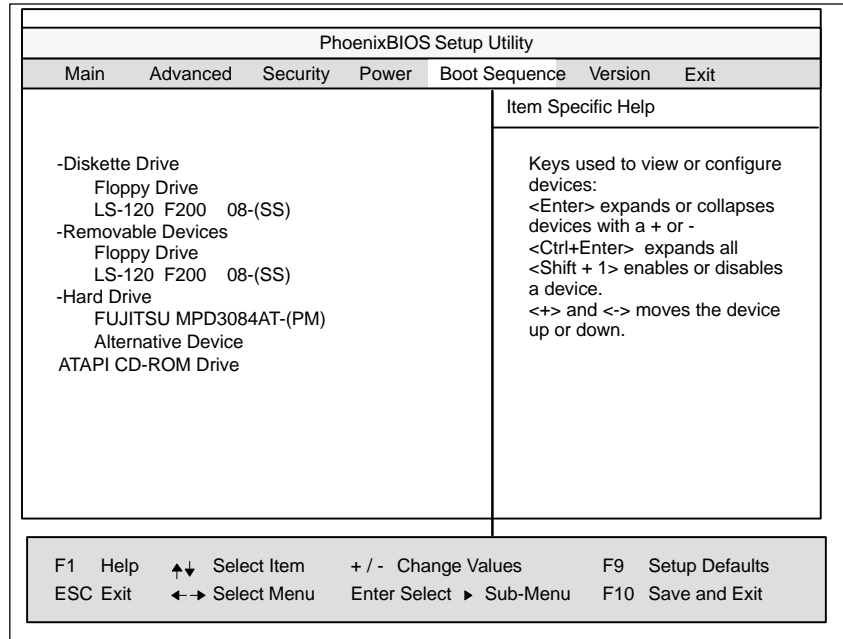 PhoenixBIOS Setup Utility
Main Advanced Security Power Boot Sequence Version Exit
Item Specific Help
-Diskette Drive
Floppy Drive
LS-120 F200 08-(SS)
-Removable Devices
Floppy Drive
LS-120 F200 08-(SS)
-Hard Drive
FUJITSU MPD3084AT-(PM)
Alternative Device
ATAPI CD-ROM Drive
Keys used to view or configure
devices:
<Enter> expands or collapses
devices with a + or -
<Ctrl+Enter> expands all
<Shift + 1> enables or disables
a device.
<+> and <-> moves the device
up or down.
F1 Help Select Item + / - Change Values F9 Setup Defaults
ESC Exit Select Menu Enter Select Sub-Menu F10 Save and Exit